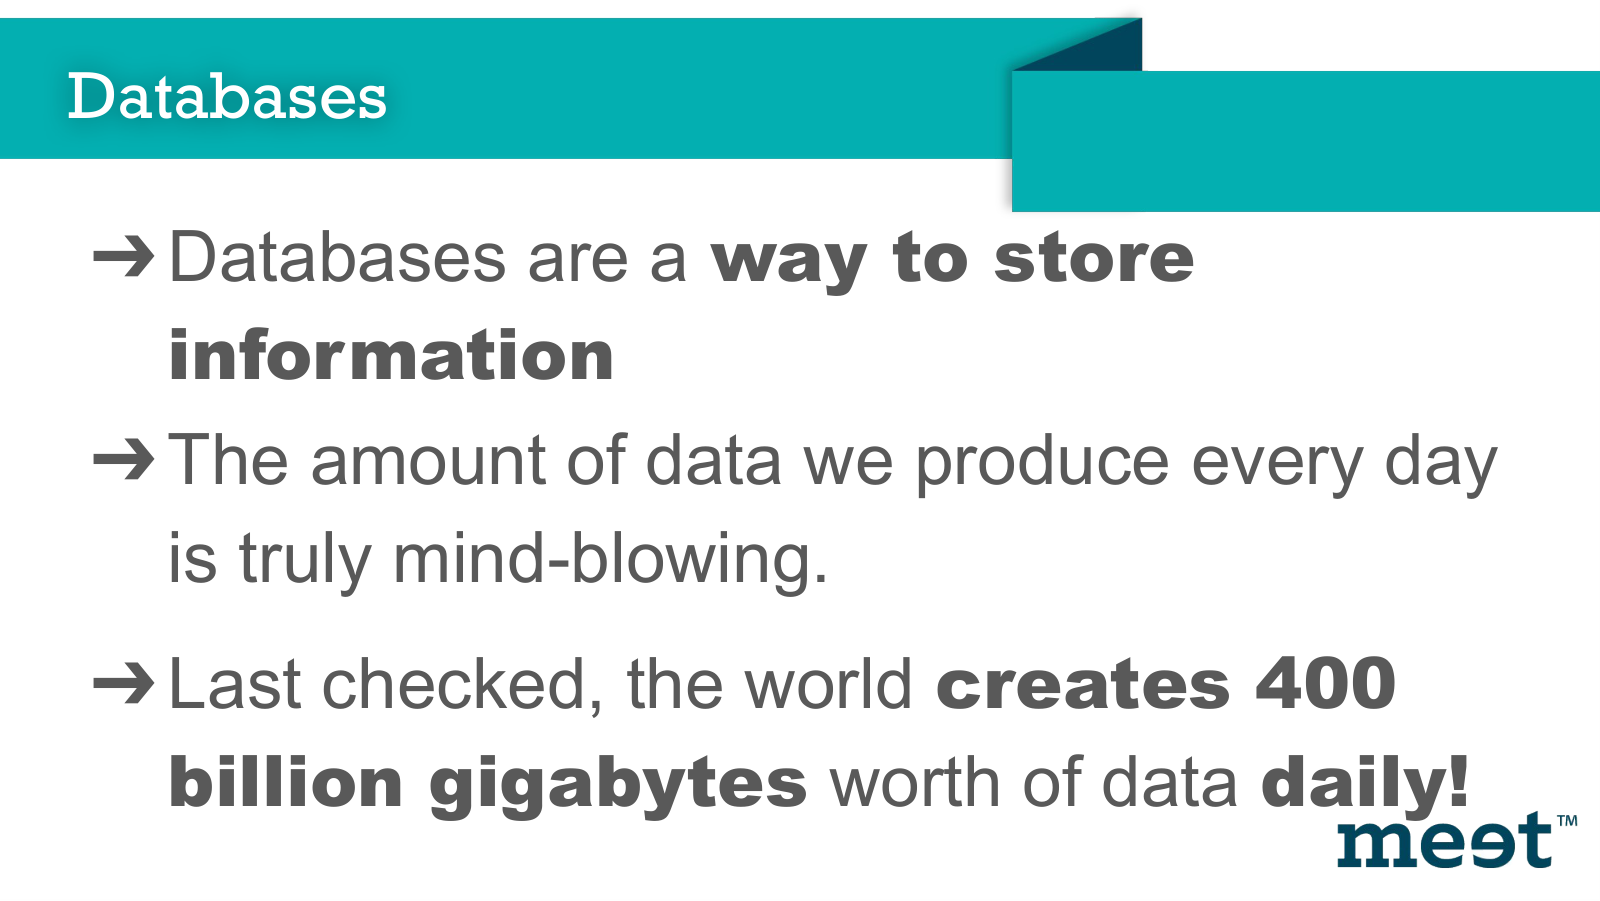 Databases
➔ Databases are a way to store
information
➔ The amount of data we produce every day
is truly mind-blowing.
➔ Last checked, the world creates 400
billion gigabytes worth of data daily!
meet™